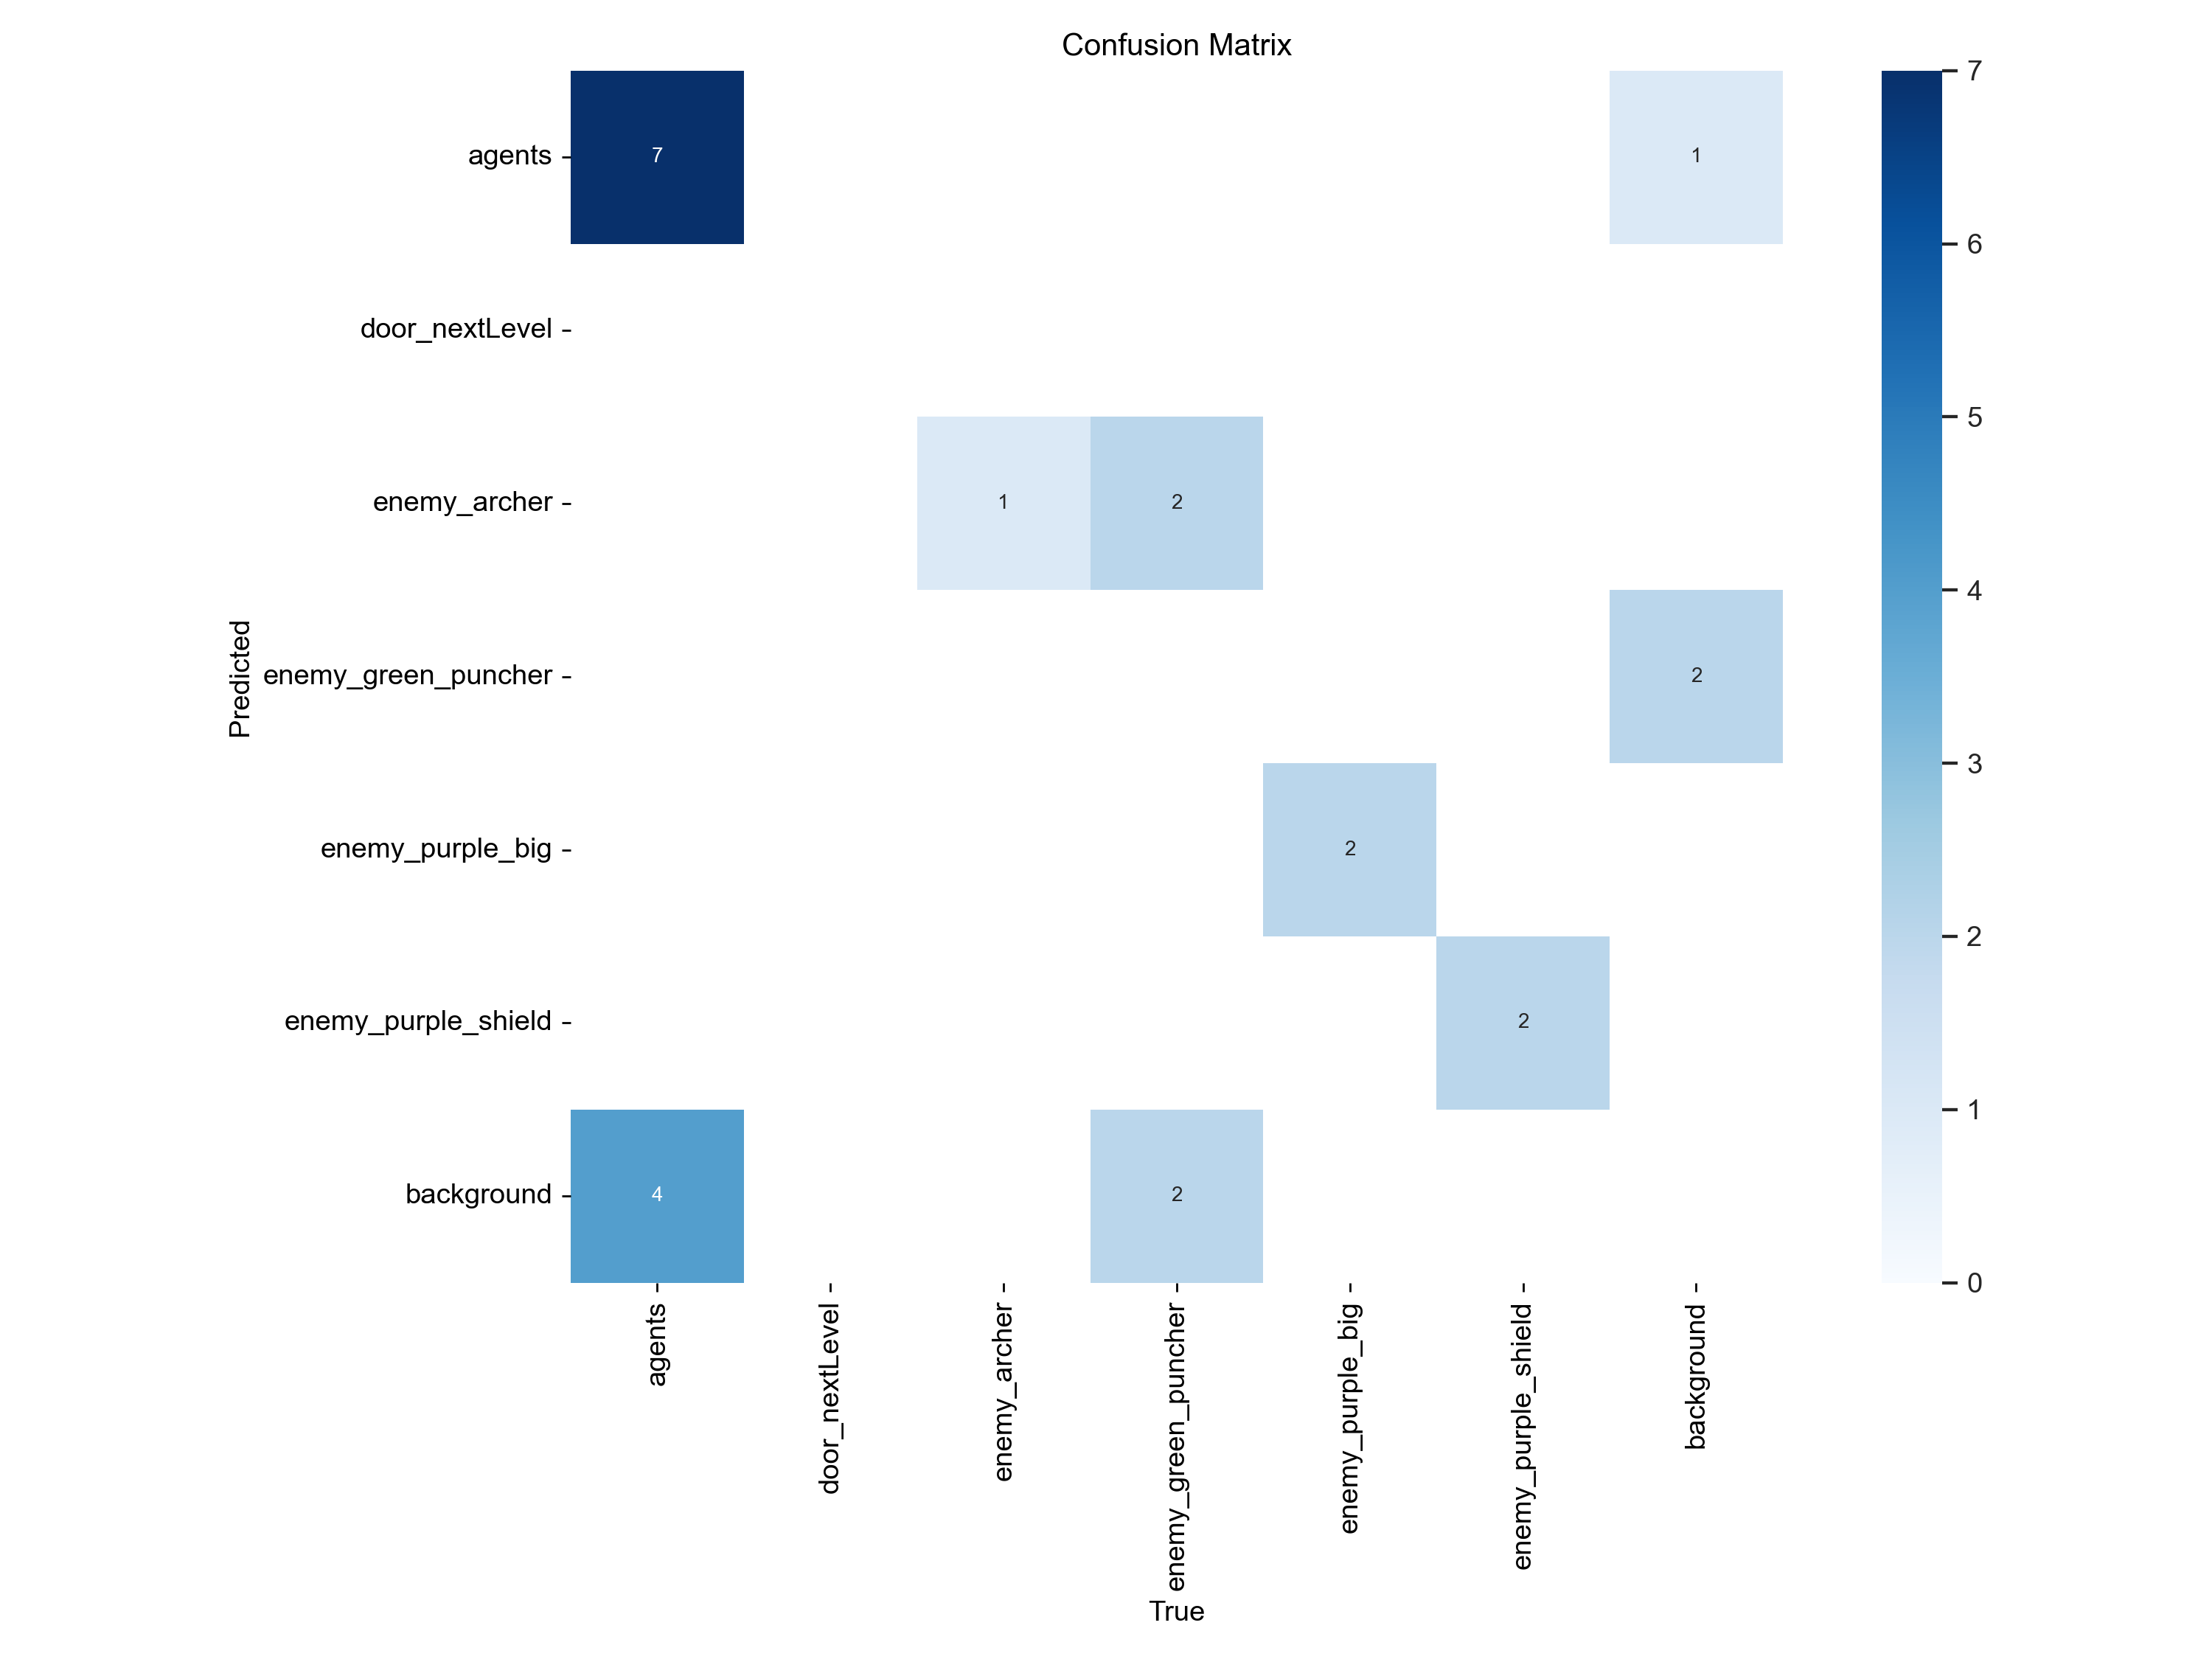 Confusion Matrix
agents
7
1
door_nextLevel
enemy_archer
1
2
enemy_green_puncher
2
enemy_purple_big
2
enemy_purple_shield
2
background
4
2
Predicted
agents
door_nextLevel
enemy_archer
enemy_green_puncher
enemy_purple_big
enemy_purple_shield
background
True
7
6
5
4
3
2
1
0